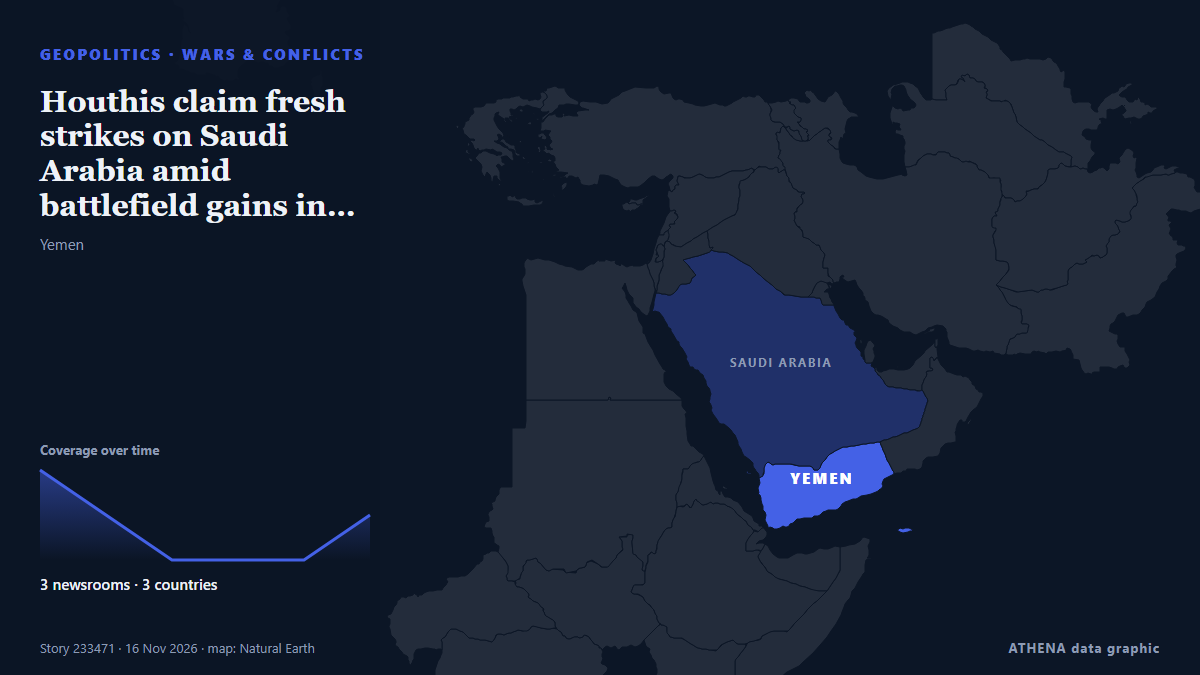 GEOPOLITICS · WARS & CONFLICTS
Houthis claim fresh
strikes on Saudi
Arabia amid
battlefield gains in...
Yemen
SAUDI ARABIA
YEMEN
Coverage over time
3 newsrooms · 3 countries
Story 233471 · 16 Nov 2026 · map: Natural Earth
ATHENA data graphic